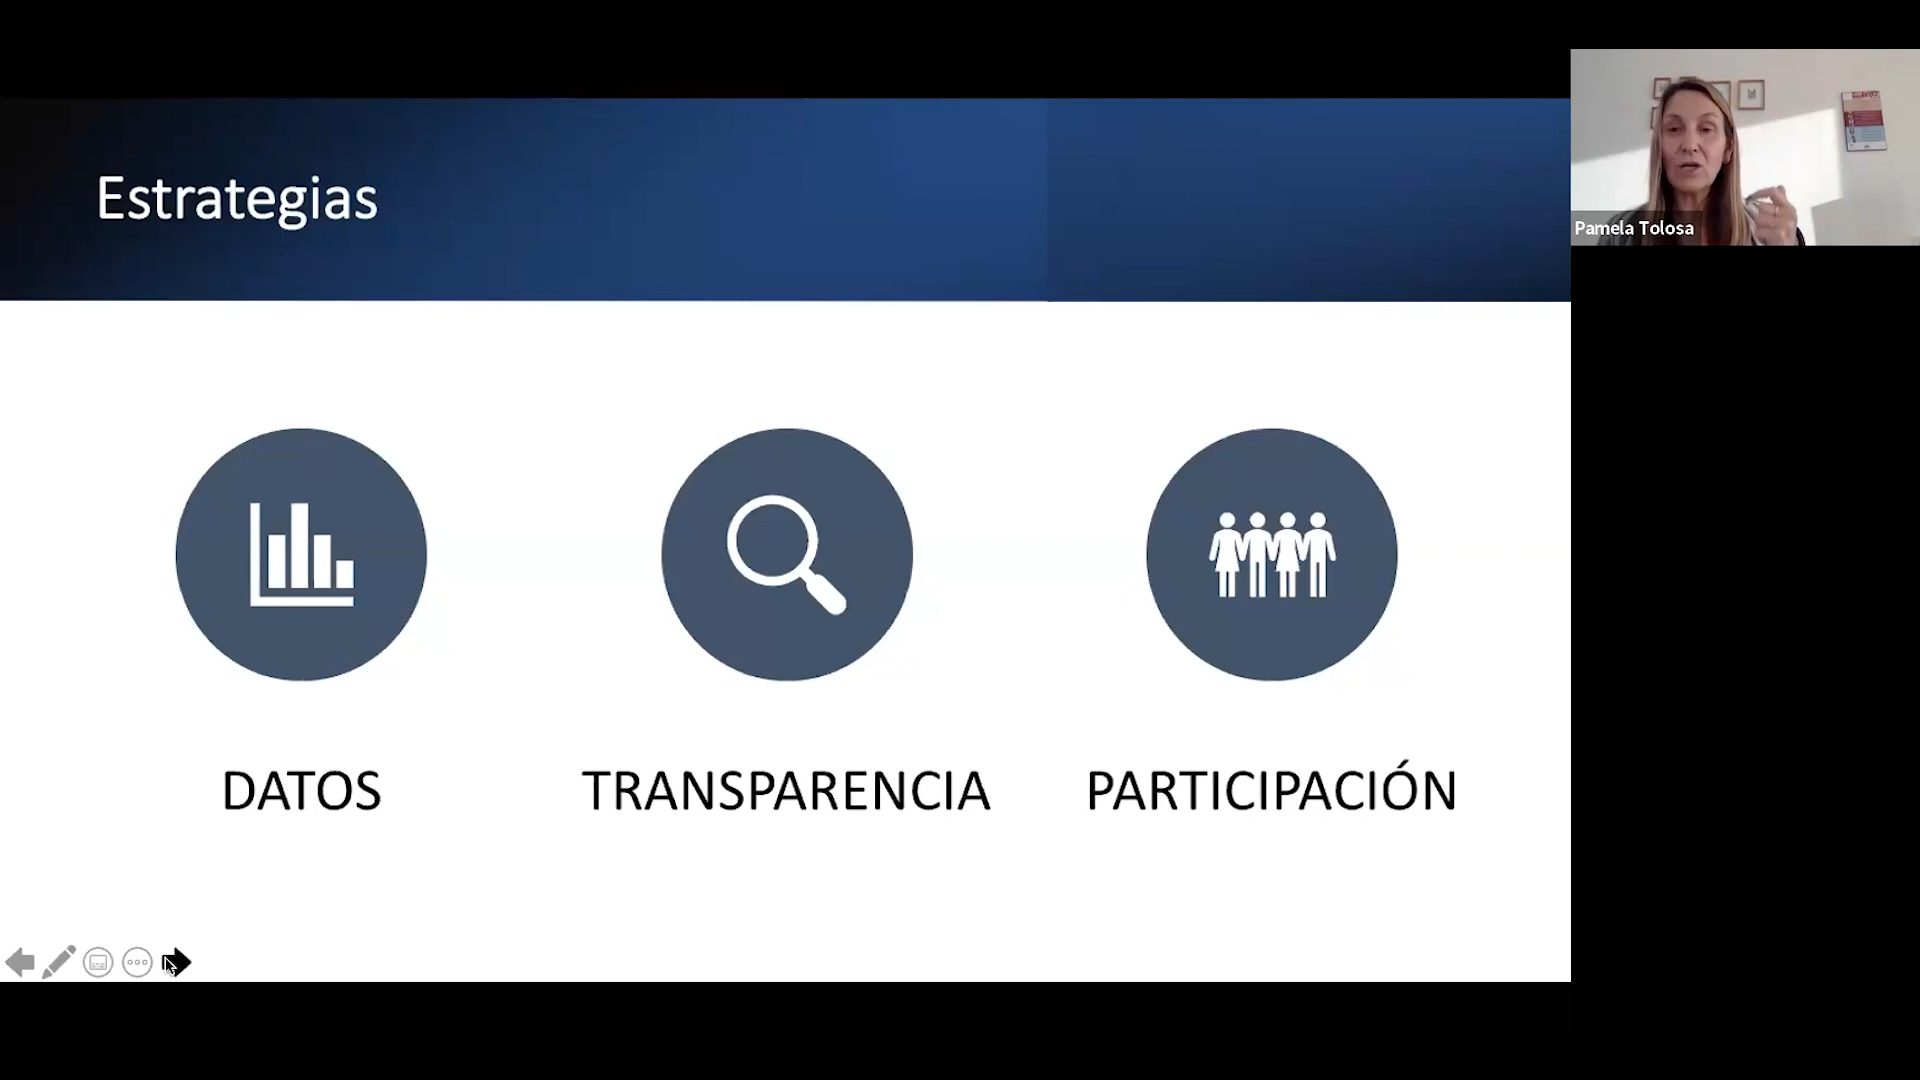 Estrategias
Pamela Tolosa
DATOS
TRANSPARENCIA
PARTICIPACIÓN